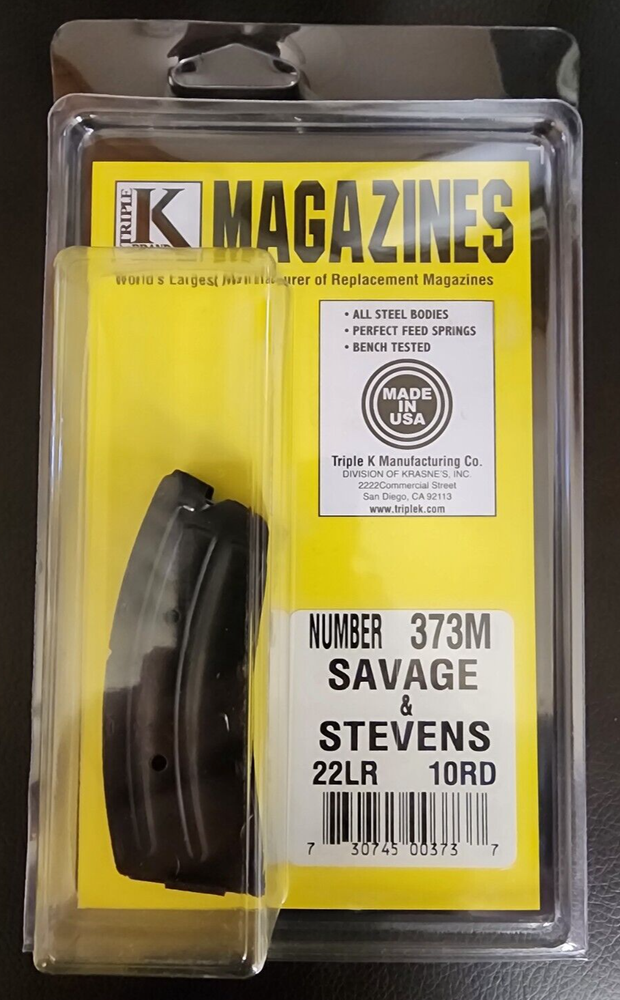 TRIPLE
K
BRAND
MAGAZINES
World's Largest Manufacturer of Replacement Magazines
• ALL STEEL BODIES
• PERFECT FEED SPRINGS
• BENCH TESTED
MADE
IN
USA
Triple K Manufacturing Co.
DIVISION OF KRASNE'S, INC.
2222Commercial Street
San Diego, CA 92113
www.triplek.com
NUMBER 373M
SAVAGE
&
STEVENS
22LR 10RD
7 30745 00373 7